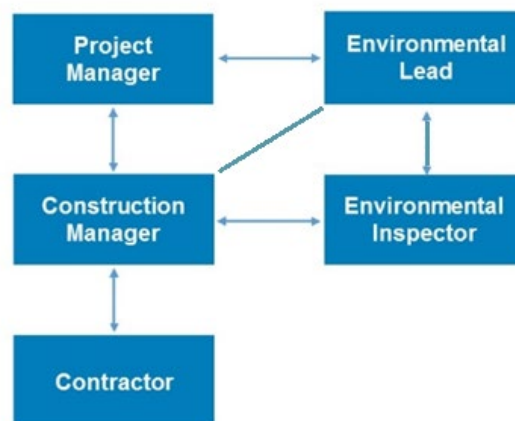 Project
Manager
Environmental
Lead
Construction
Manager
Environmental
Inspector
Contractor